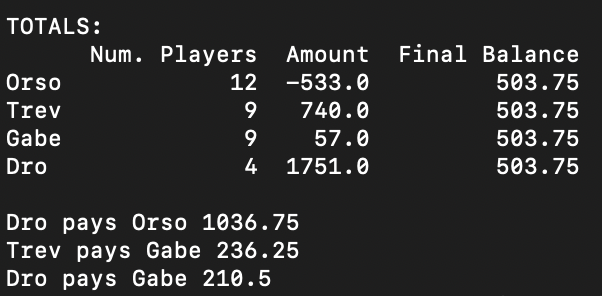 TOTALS:
Num. Players Amount Final Balance
Orso 12 -533.0 503.75
Trev 9 740.0 503.75
Gabe 9 57.0 503.75
Dro 4 1751.0 503.75
Dro pays Orso 1036.75
Trev pays Gabe 236.25
Dro pays Gabe 210.5